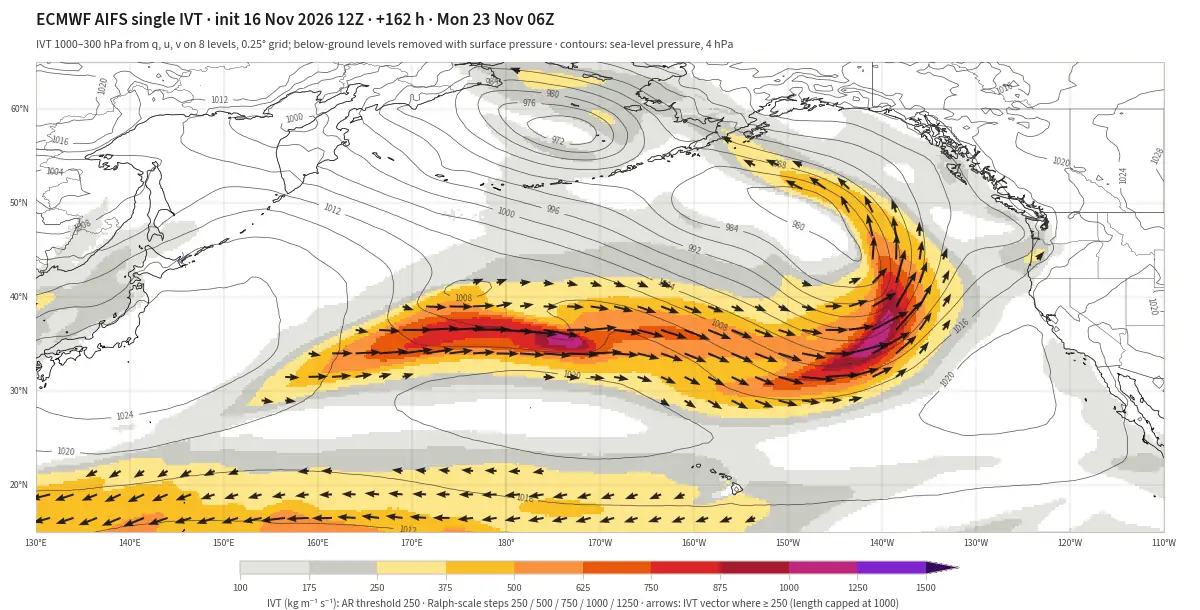 ECMWF AIFS single IVT · init 16 Nov 2026 12Z · +162 h · Mon 23 Nov 06Z
IVT 1000–300 hPa from q, u, v on 8 levels, 0.25° grid; below-ground levels removed with surface pressure · contours: sea-level pressure, 4 hPa
1020
1012
1000
980
976
972
1016
1004
1008
1012
1000
996
984
992
980
988
1020
1024
1028
60°N
50°N
40°N
30°N
20°N
1008
1008
1016
1020
1020
1024
1020
1016
1012
130°E 140°E 150°E 160°E 170°E 180° 170°W 160°W 150°W 140°W 130°W 120°W 110°W
100 175 250 375 500 625 750 875 1000 1250 1500
IVT (kg m⁻¹ s⁻¹): AR threshold 250 · Ralph-scale steps 250 / 500 / 750 / 1000 / 1250 · arrows: IVT vector where ≥ 250 (length capped at 1000)